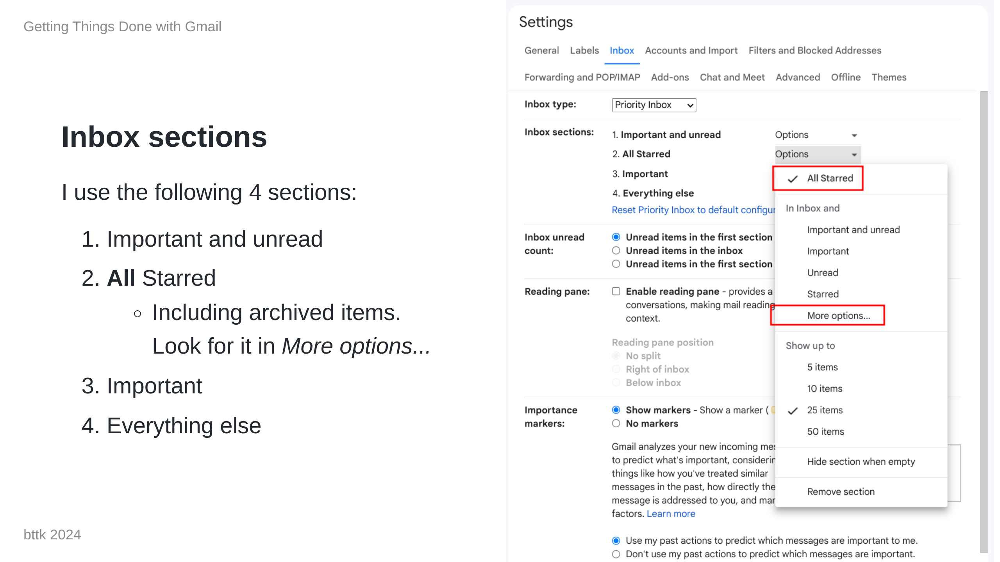 Getting Things Done with Gmail
Inbox sections
I use the following 4 sections:
1. Important and unread
2. All Starred
Including archived items.
Look for it in More options...
3. Important
4. Everything else
bttk 2024
Settings
General Labels Inbox Accounts and Import Filters and Blocked Addresses
Forwarding and POP/IMAP Add-ons Chat and Meet Advanced Offline Themes
Inbox type: Priority Inbox
Inbox sections:
1. Important and unread Options
2. All Starred Options
3. Important
4. Everything else
Reset Priority Inbox to default
Inbox unread
count:
Unread items in the first section
Unread items in the inbox
Unread items in the first section
Reading pane:
Enable reading pane - provides a
conversations, making mail reading
context.
Reading pane position
No split
Right of inbox
Below inbox
Importance
markers:
Show markers - Show a marker (
No markers
Gmail analyzes your new incoming
to predict what's important,
things like how you've treated similar
messages in the past, how directly the
message is addressed to you, and
factors. Learn more
Use my past actions to predict which messages are important to me.
Don't use my past actions to predict which messages are important.
All Starred
In Inbox and
Important and unread
Important
Unread
Starred
More options...
Show up to
5 items
10 items
25 items
50 items
Hide section when empty
Remove section